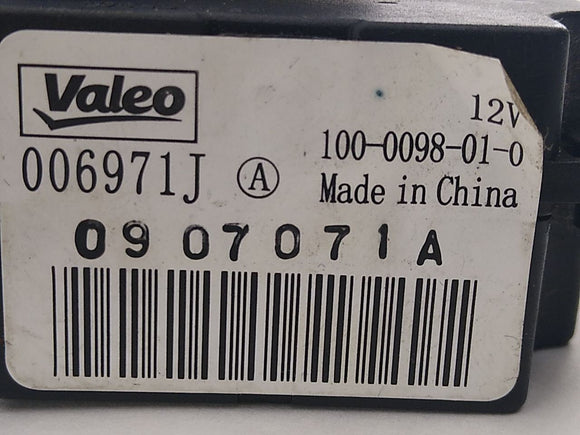 Valeo
12V
006971J Ⓐ 100-0098-01-0
Made in China
0907071A